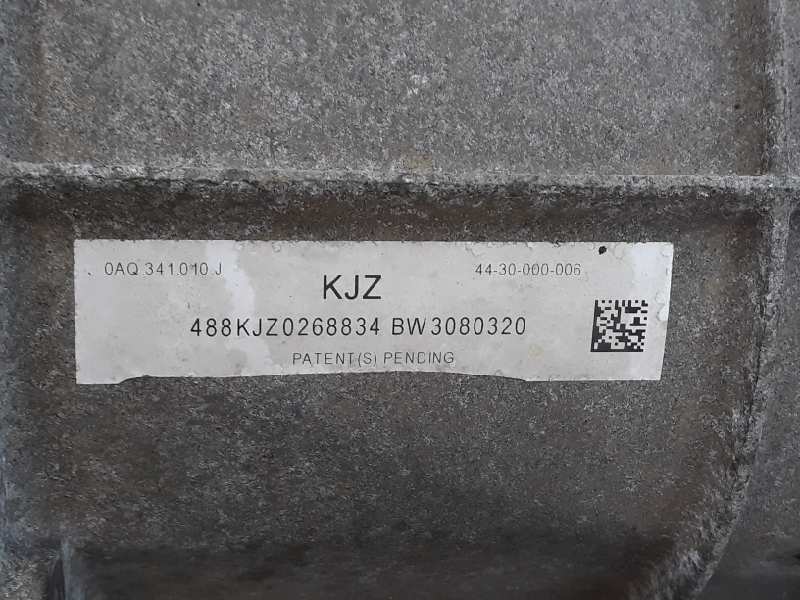 0AQ 341.010 J
44-30-000-006
KJZ
488KJZ0268834 BW3080320
PATENT(S) PENDING